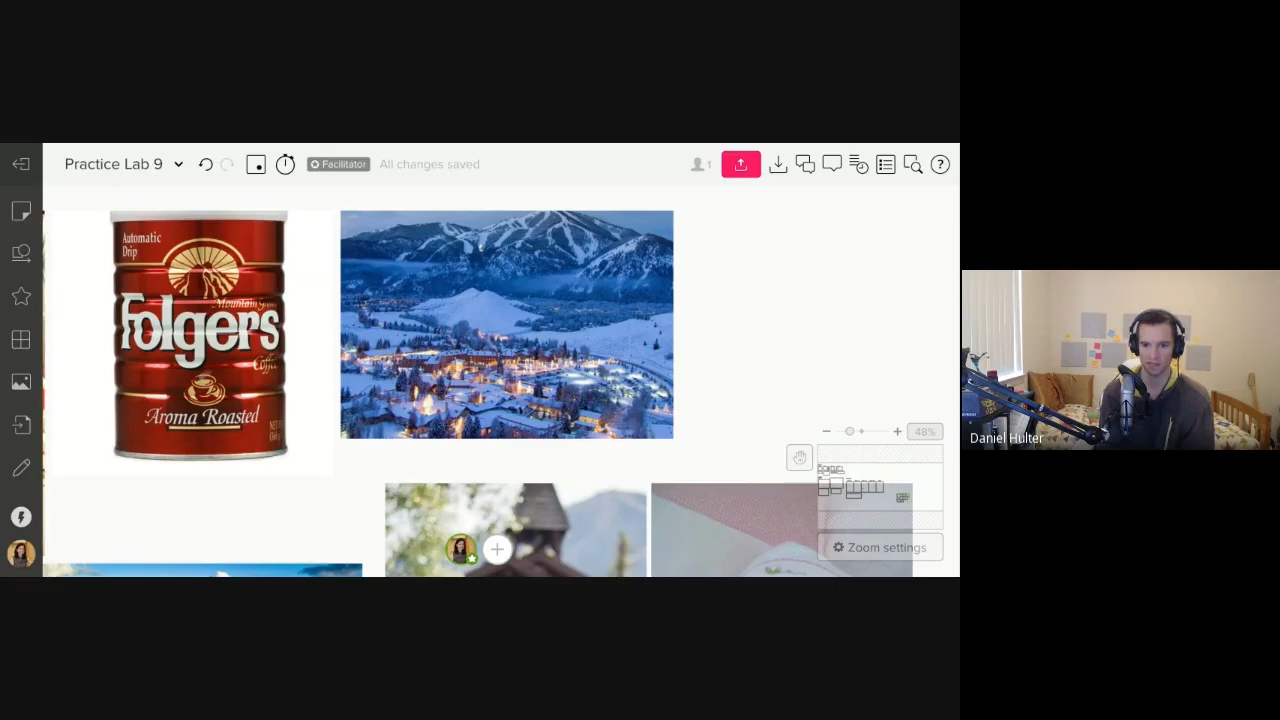 Practice Lab 9
Facilitator
All changes saved
1
?
Automatic
Drip
Mountain
Folgers
Coffee
Aroma Roasted
48%
Zoom settings
Daniel Hulter